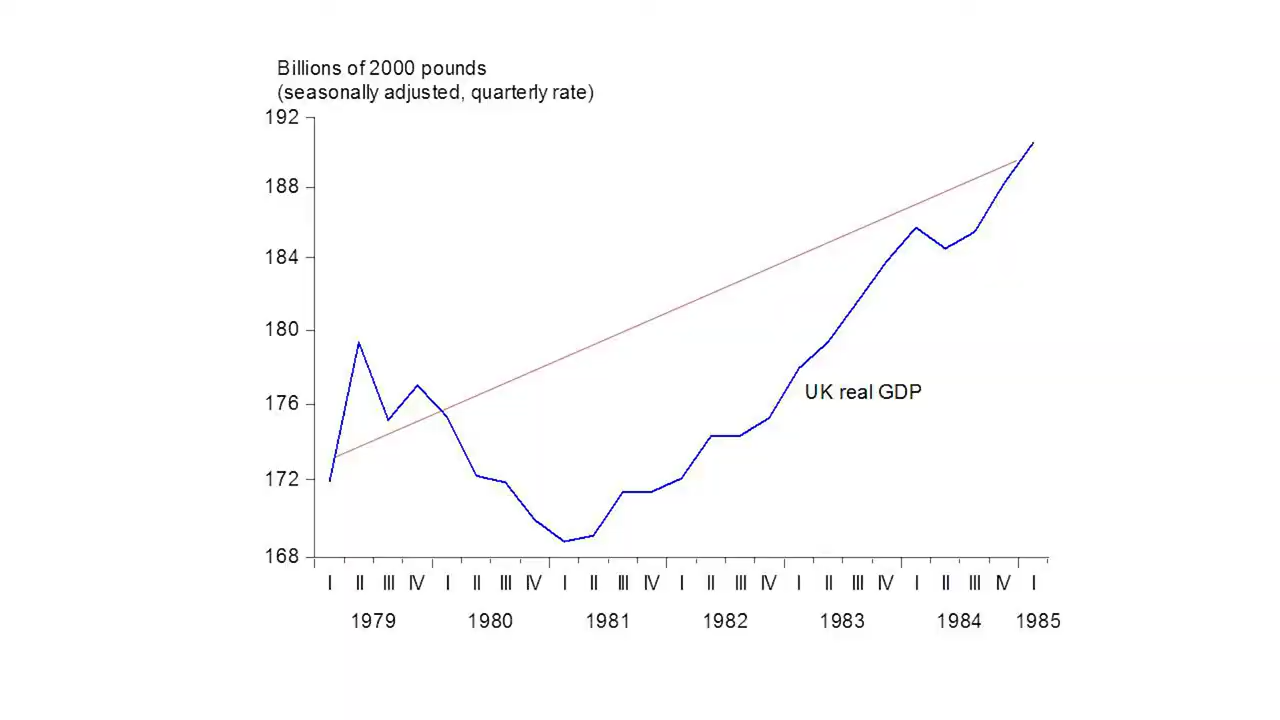 Billions of 2000 pounds
(seasonally adjusted, quarterly rate)
192
188
184
180
176
172
168
UK real GDP
I II III IV I II III IV I II III IV I II III IV I II III IV I II III IV I
1979 1980 1981 1982 1983 1984 1985